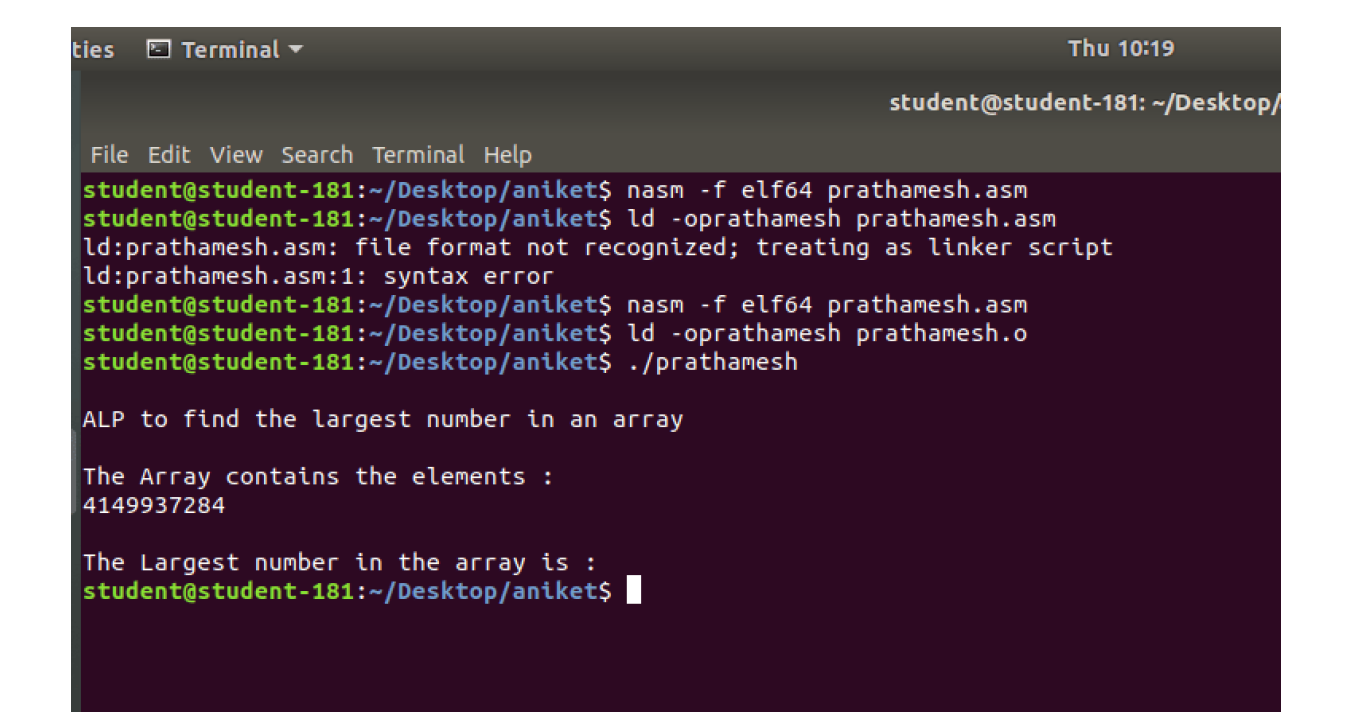 ties Terminal Thu 10:19
student@student-181: ~/Desktop/
File Edit View Search Terminal Help
student@student-181:~/Desktop/aniket$ nasm -f elf64 prathamesh.asm
student@student-181:~/Desktop/aniket$ ld -oprathamesh prathamesh.asm
ld:prathamesh.asm: file format not recognized; treating as linker script
ld:prathamesh.asm:1: syntax error
student@student-181:~/Desktop/aniket$ nasm -f elf64 prathamesh.asm
student@student-181:~/Desktop/aniket$ ld -oprathamesh prathamesh.o
student@student-181:~/Desktop/aniket$ ./prathamesh
ALP to find the largest number in an array
The Array contains the elements :
4149937284
The Largest number in the array is :
student@student-181:~/Desktop/aniket$